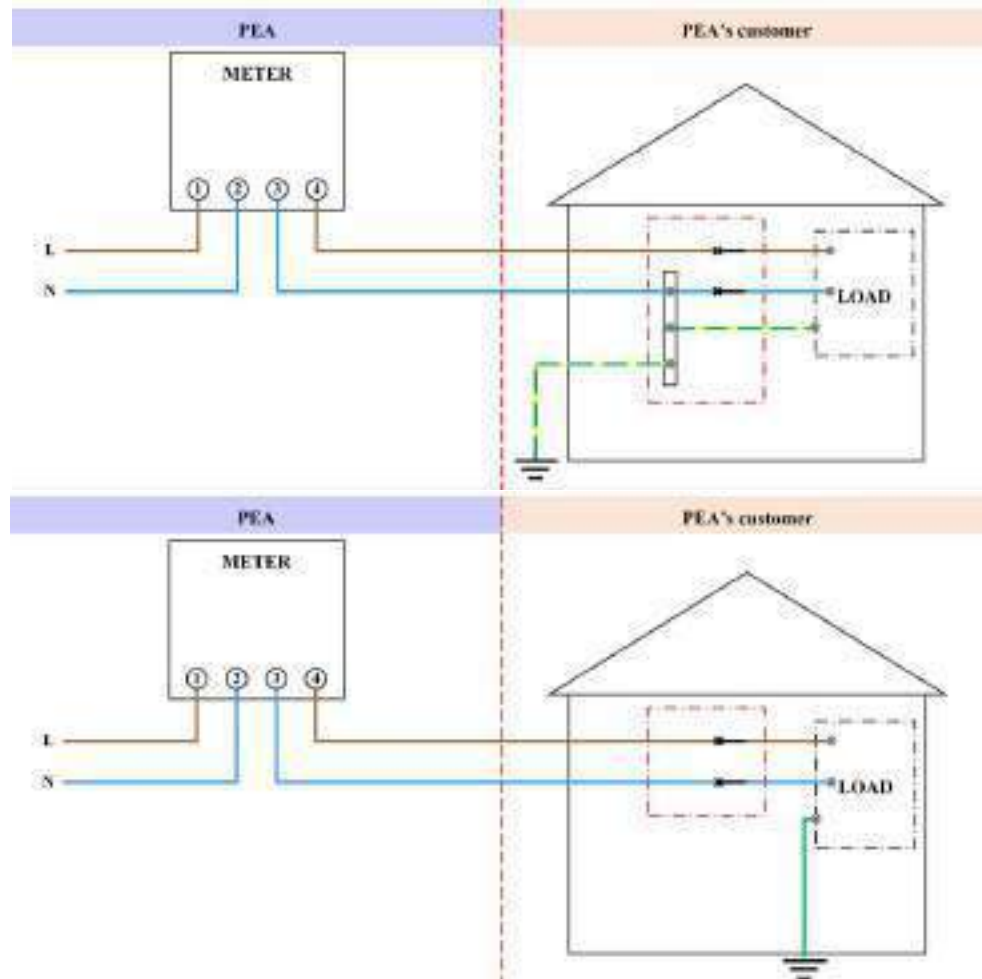 PEA PEA's customer
METER
1 2 3 4
L
N
LOAD
PEA PEA's customer
METER
1 2 3 4
L
N
LOAD